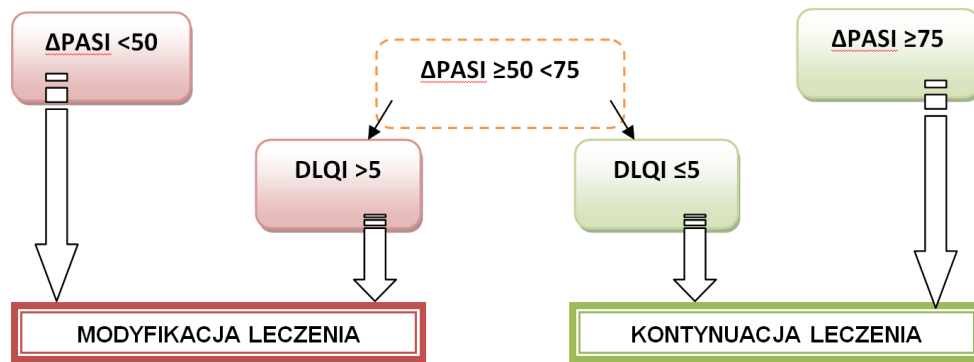 ΔPASI <50
ΔPASI ≥50 <75
ΔPASI ≥75
DLQI >5
DLQI ≤5
MODYFIKACJA LECZENIA
KONTYNUACJA LECZENIA